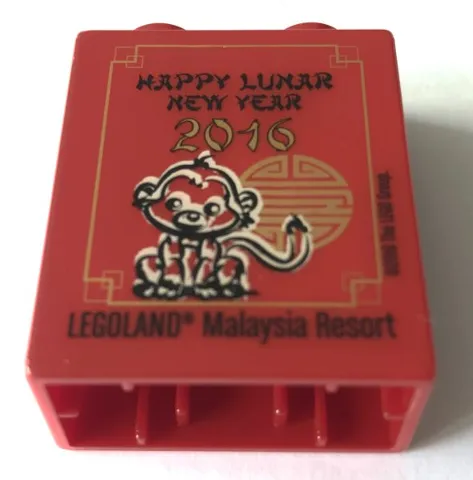 HAPPY LUNAR
NEW YEAR
2016
LEGOLAND® Malaysia Resort
©2016 The LEGO Group.